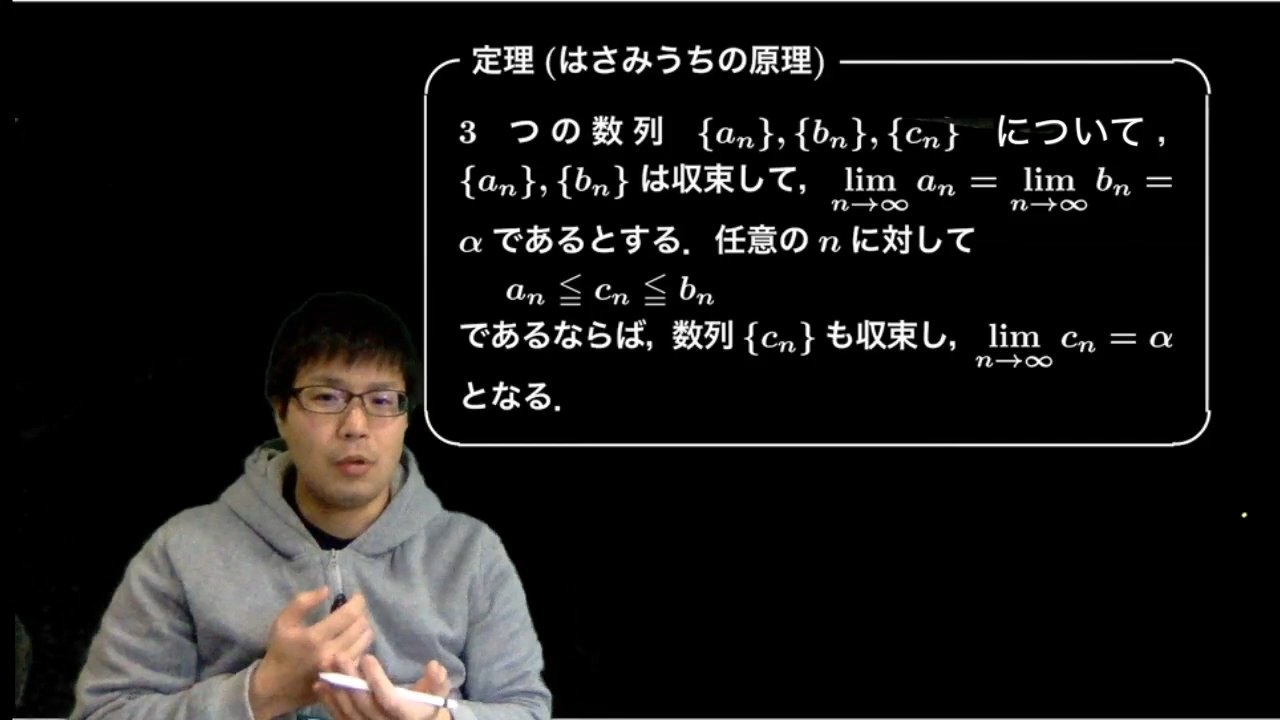 定理 (はさみうちの原理)
3 つの数列 {aₙ}, {bₙ}, {cₙ} について,
{aₙ}, {bₙ} は収束して, lim_{n→∞} aₙ = lim_{n→∞} bₙ =
α であるとする. 任意の n に対して
aₙ ≦ cₙ ≦ bₙ
であるならば, 数列 {cₙ} も収束し, lim_{n→∞} cₙ = α
となる.